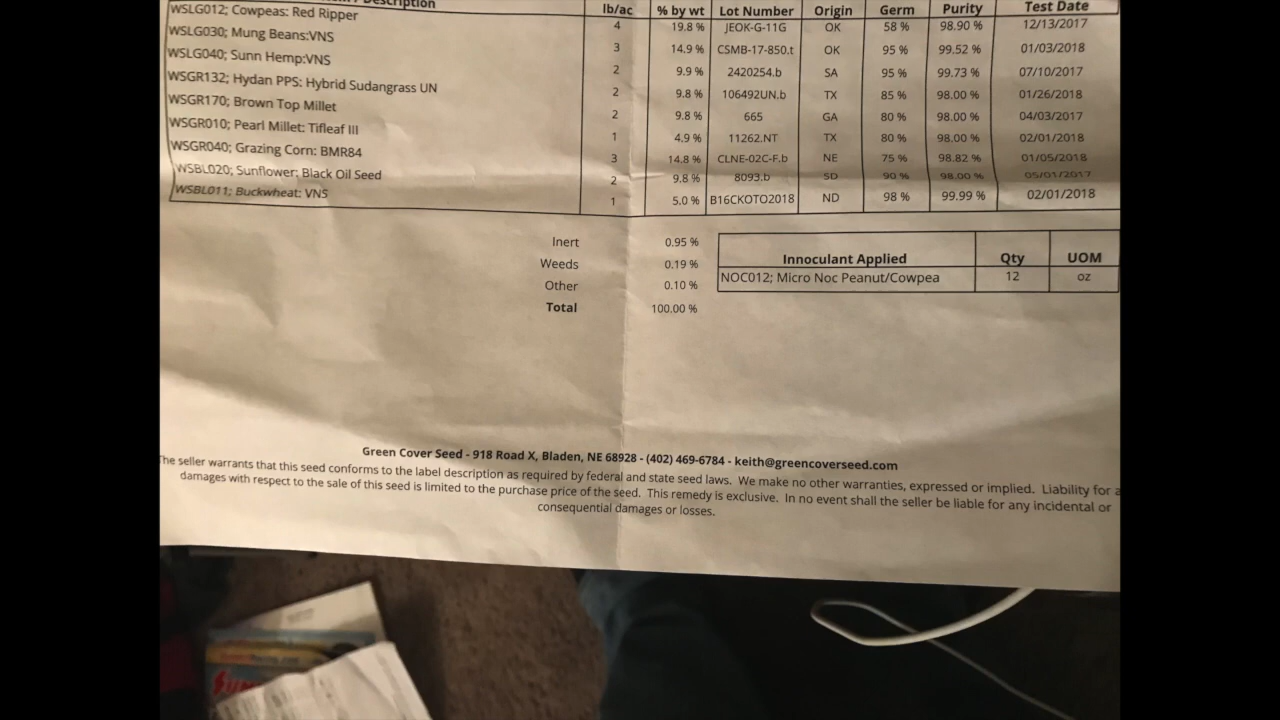 Description lb/ac % by wt Lot Number Origin Germ Purity Test Date
WSLG012; Cowpeas: Red Ripper 4 19.8 % JEOK-G-11G OK 58 % 98.90 % 12/13/2017
WSLG030; Mung Beans:VNS 3 14.9 % CSMB-17-850.t OK 95 % 99.52 % 01/03/2018
WSLG040; Sunn Hemp:VNS 2 9.9 % 2420254.b SA 95 % 99.73 % 07/10/2017
WSGR132; Hydan PPS: Hybrid Sudangrass UN 2 9.8 % 106492UN.b TX 85 % 98.00 % 01/26/2018
WSGR170; Brown Top Millet 2 9.8 % 665 GA 80 % 98.00 % 04/03/2017
WSGR010; Pearl Millet: Tifleaf III 1 4.9 % 11262.NT TX 80 % 98.00 % 02/01/2018
WSGR040; Grazing Corn: BMR84 3 14.8 % CLNE-02C-F.b NE 75 % 98.82 % 01/05/2018
WSBL020; Sunflower; Black Oil Seed 2 9.8 % 8093.b SD 90 % 98.00 % 05/01/2017
WSBL011; Buckwheat: VNS 1 5.0 % B16CKOTO2018 ND 98 % 99.99 % 02/01/2018
Inert 0.95 %
Weeds 0.19 %
Other 0.10 %
Total 100.00 %
Innoculant Applied Qty UOM
NOC012; Micro Noc Peanut/Cowpea 12 oz
Green Cover Seed - 918 Road X, Bladen, NE 68928 - (402) 469-6784 - keith@greencoverseed.com
The seller warrants that this seed conforms to the label description as required by federal and state seed laws. We make no other warranties, expressed or implied. Liability for
damages with respect to the sale of this seed is limited to the purchase price of the seed. This remedy is exclusive. In no event shall the seller be liable for any incidental or
consequential damages or losses.